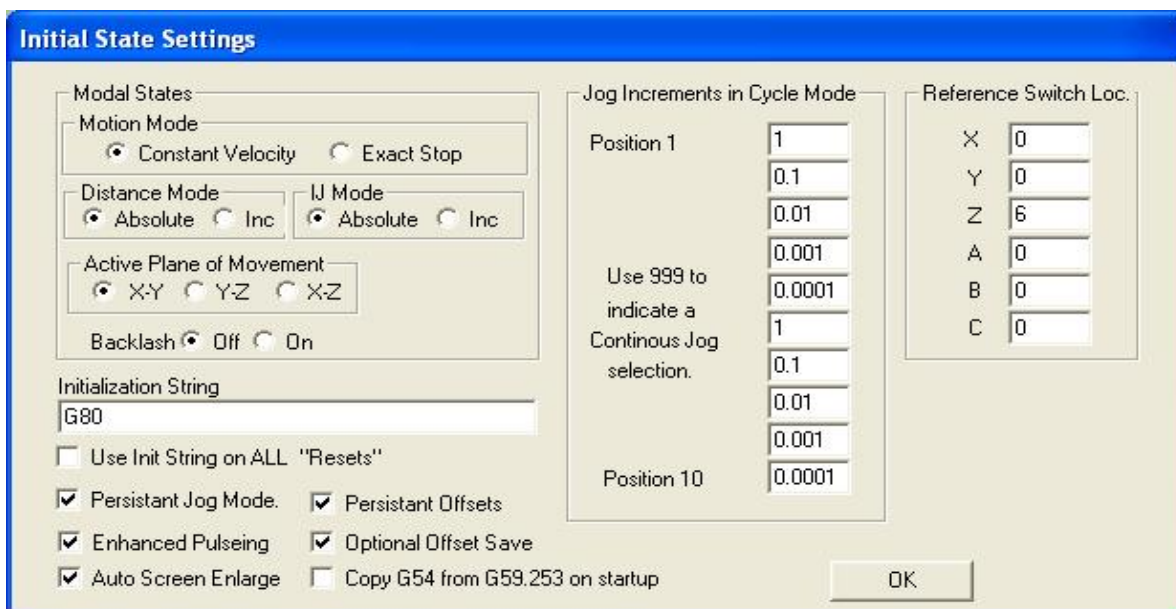 Initial State Settings
Modal States
Motion Mode
Constant Velocity Exact Stop
Distance Mode IJ Mode
Absolute Inc Absolute Inc
Active Plane of Movement
X-Y Y-Z X-Z
Backlash Off On
Initialization String
G80
Use Init String on ALL "Resets"
Persistant Jog Mode. Persistant Offsets
Enhanced Pulseing Optional Offset Save
Auto Screen Enlarge Copy G54 from G59.253 on startup
Jog Increments in Cycle Mode
Position 1 1
0.1
0.01
0.001
Use 999 to
0.0001
indicate a
1
Continous Jog
selection. 0.1
0.01
0.001
Position 10 0.0001
Reference Switch Loc.
X 0
Y 0
Z 6
A 0
B 0
C 0
OK